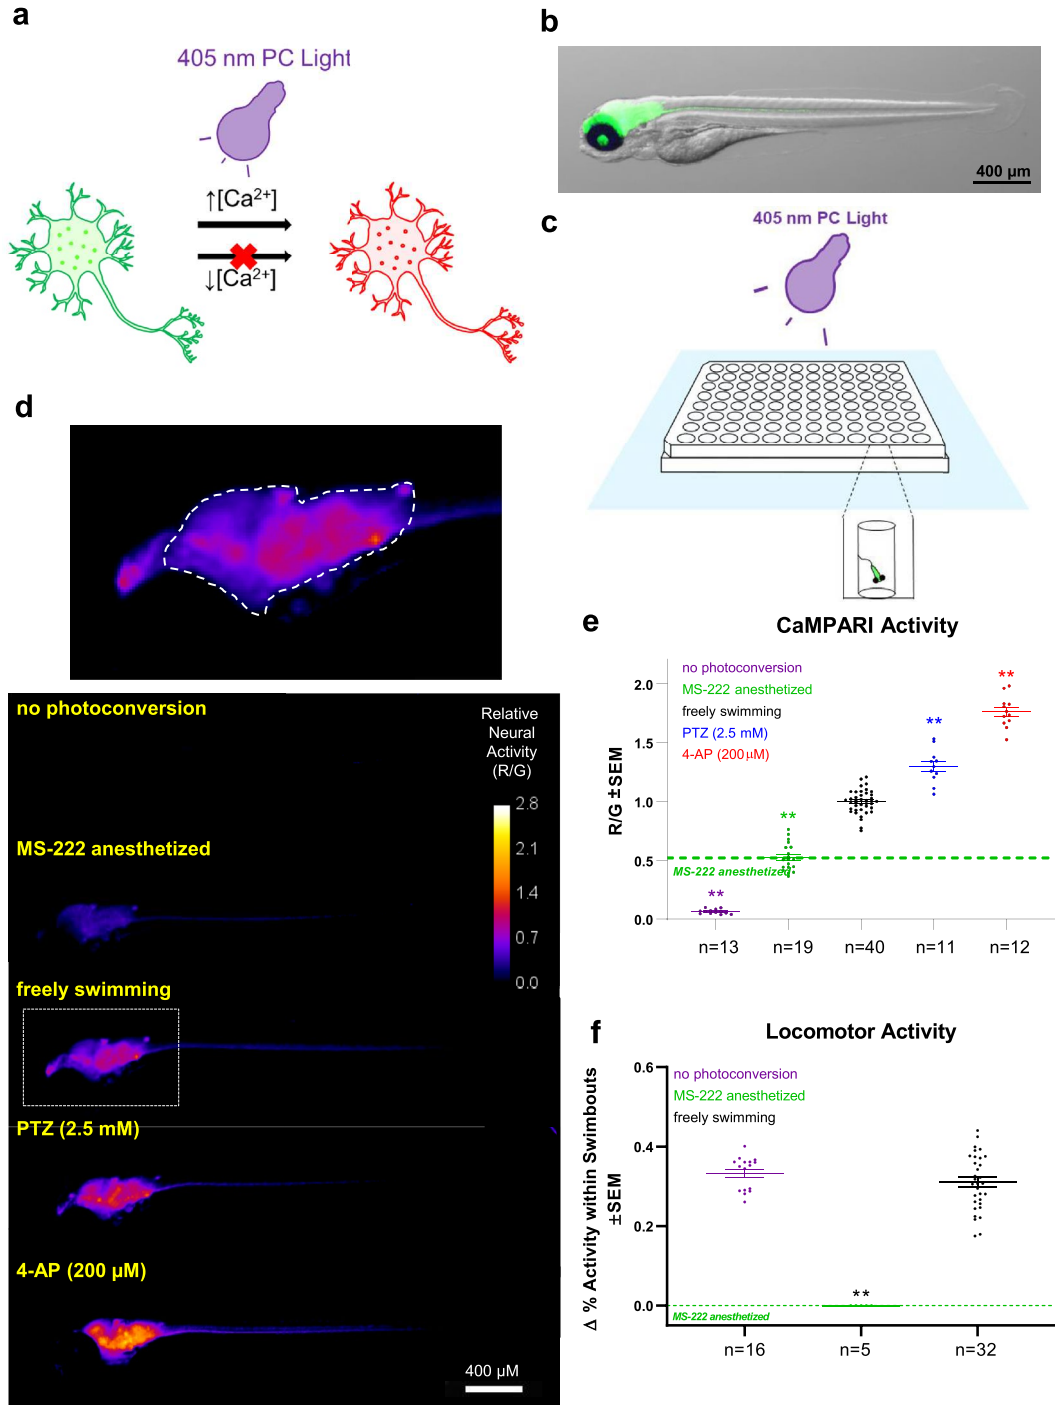 a
405 nm PC Light
↑[Ca²⁺]
↓[Ca²⁺]
b
400 µm
c
405 nm PC Light
d
no photoconversion
Relative
Neural
Activity
(R/G)
2.8
2.1
1.4
0.7
0.0
MS-222 anesthetized
freely swimming
PTZ (2.5 mM)
4-AP (200 µM)
400 µM
e
CaMPARI Activity
no photoconversion
MS-222 anesthetized
freely swimming
PTZ (2.5 mM)
4-AP (200µM)
R/G ±SEM
2.0
1.5
1.0
0.5
0.0
**
**
**
**
MS-222 anesthetized
n=13
n=19
n=40
n=11
n=12
f
Locomotor Activity
no photoconversion
MS-222 anesthetized
freely swimming
Δ % Activity within Swimbouts
±SEM
0.6
0.4
0.2
0.0
**
MS-222 anesthetized
n=16
n=5
n=32